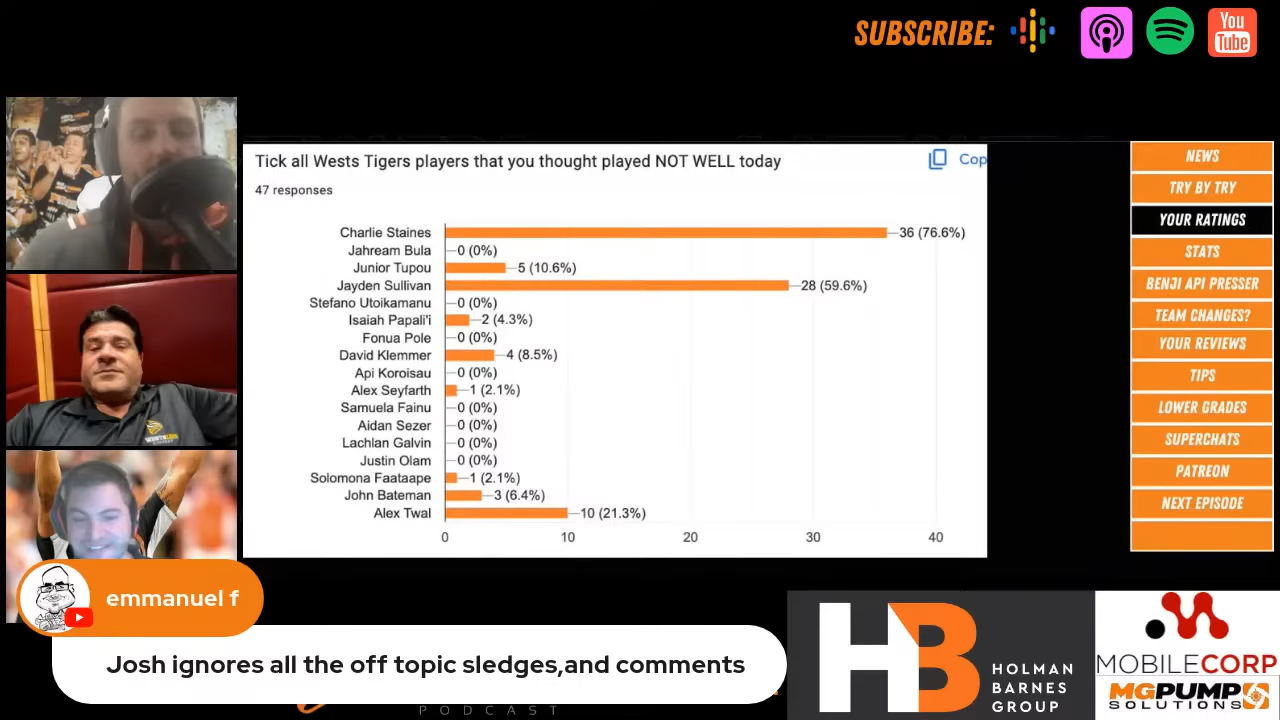 SUBSCRIBE:
You
Tube
Tick all Wests Tigers players that you thought played NOT WELL today
Cop
47 responses
Charlie Staines 36 (76.6%)
Jahream Bula 0 (0%)
Junior Tupou 5 (10.6%)
Jayden Sullivan 28 (59.6%)
Stefano Utoikamanu 0 (0%)
Isaiah Papali'i 2 (4.3%)
Fonua Pole 0 (0%)
David Klemmer 4 (8.5%)
Api Koroisau 0 (0%)
Alex Seyfarth 1 (2.1%)
Samuela Fainu 0 (0%)
Aidan Sezer 0 (0%)
Lachlan Galvin 0 (0%)
Justin Olam 0 (0%)
Solomona Faataape 1 (2.1%)
John Bateman 3 (6.4%)
Alex Twal 10 (21.3%)
0 10 20 30 40
NEWS
TRY BY TRY
YOUR RATINGS
STATS
BENJI API PRESSER
TEAM CHANGES?
YOUR REVIEWS
TIPS
LOWER GRADES
SUPERCHATS
PATREON
NEXT EPISODE
emmanuel f
Josh ignores all the off topic sledges,and comments
PODCAST
HB
HOLMAN
BARNES
GROUP
MOBILECORP
MGPUMP
SOLUTIONS